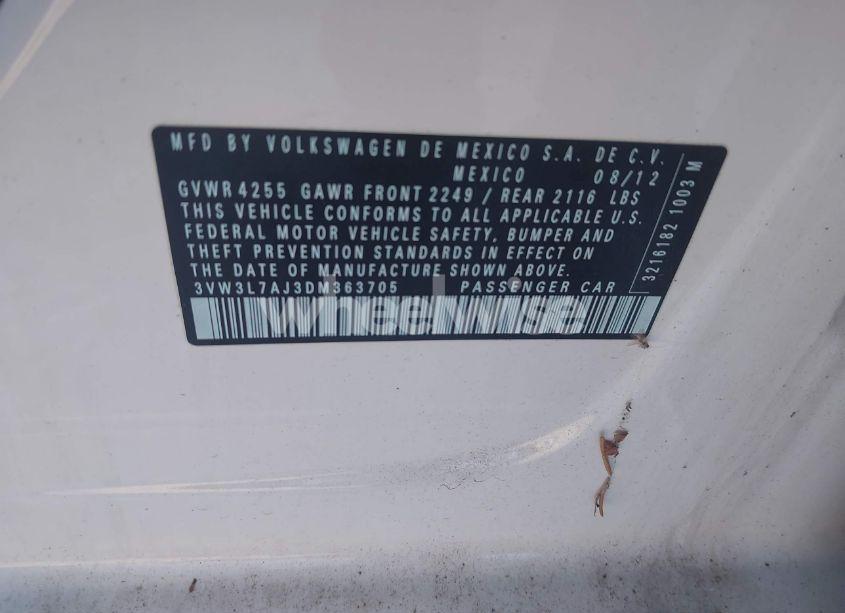 MFD BY VOLKSWAGEN DE MEXICO S.A. DE C.V.
MEXICO 08/12
GVWR 4255 GAWR FRONT 2249 / REAR 2116 LBS
THIS VEHICLE CONFORMS TO ALL APPLICABLE U.S.
FEDERAL MOTOR VEHICLE SAFETY, BUMPER AND
THEFT PREVENTION STANDARDS IN EFFECT ON
THE DATE OF MANUFACTURE SHOWN ABOVE.
3VW3L7AJ3DM363705 PASSENGER CAR
3216182 1003 M
wheelwise